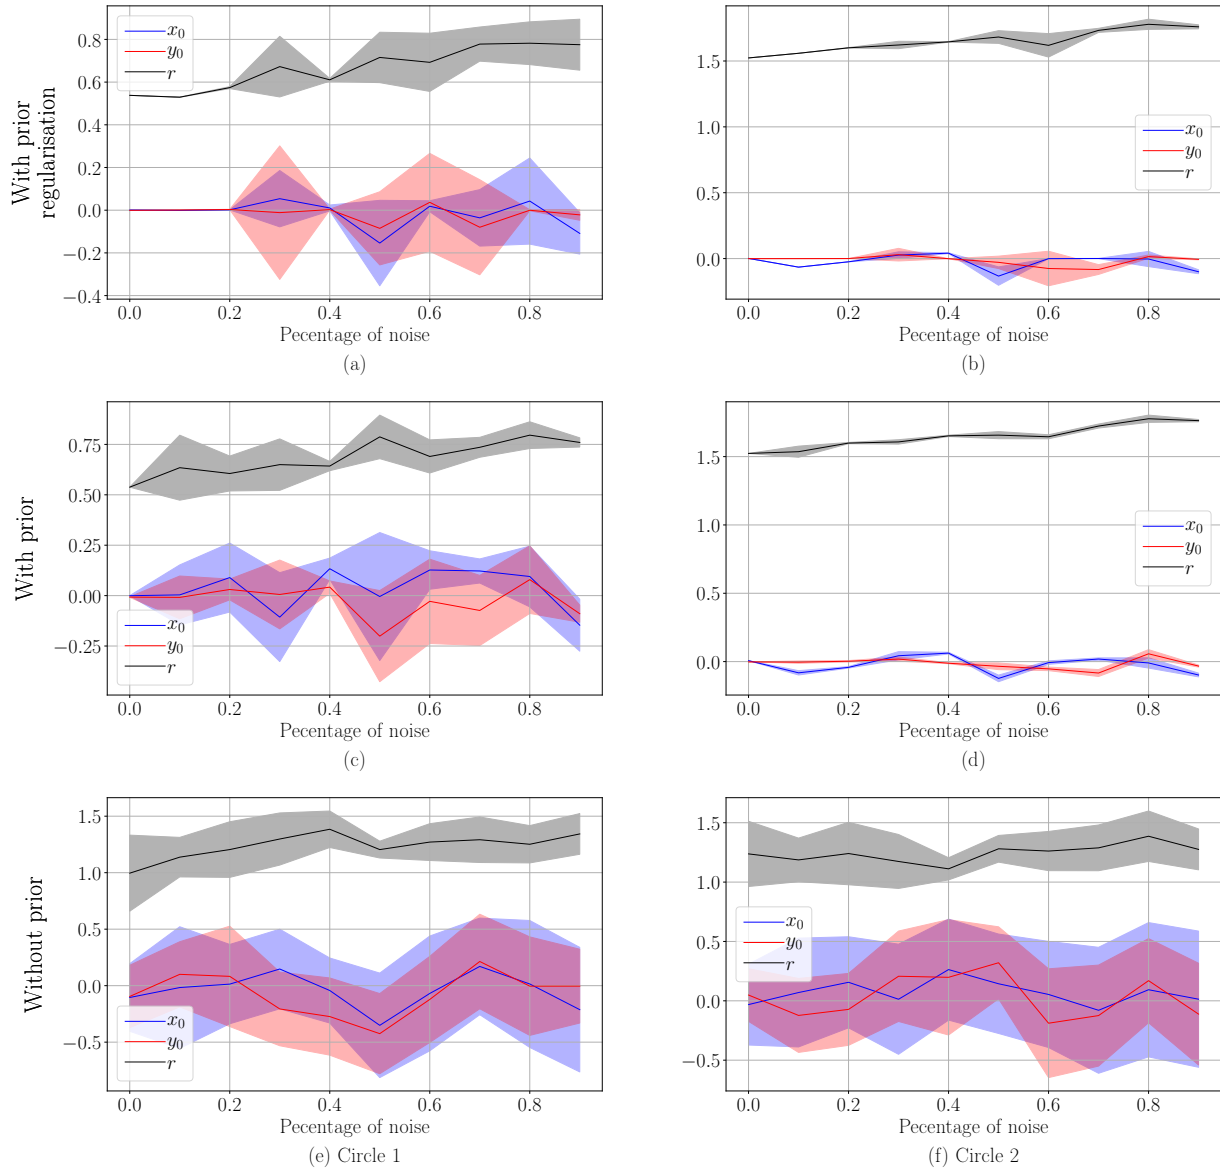 With prior
regularisation
0.8
0.6
0.4
0.2
0.0
−0.2
−0.4
x₀
y₀
r
0.0 0.2 0.4 0.6 0.8
Pecentage of noise
(a)
1.5
1.0
0.5
0.0
x₀
y₀
r
0.0 0.2 0.4 0.6 0.8
Pecentage of noise
(b)
With prior
0.75
0.50
0.25
0.00
−0.25
x₀
y₀
r
0.0 0.2 0.4 0.6 0.8
Pecentage of noise
(c)
1.5
1.0
0.5
0.0
x₀
y₀
r
0.0 0.2 0.4 0.6 0.8
Pecentage of noise
(d)
Without prior
1.5
1.0
0.5
0.0
−0.5
x₀
y₀
r
0.0 0.2 0.4 0.6 0.8
Pecentage of noise
(e) Circle 1
1.5
1.0
0.5
0.0
−0.5
x₀
y₀
r
0.0 0.2 0.4 0.6 0.8
Pecentage of noise
(f) Circle 2